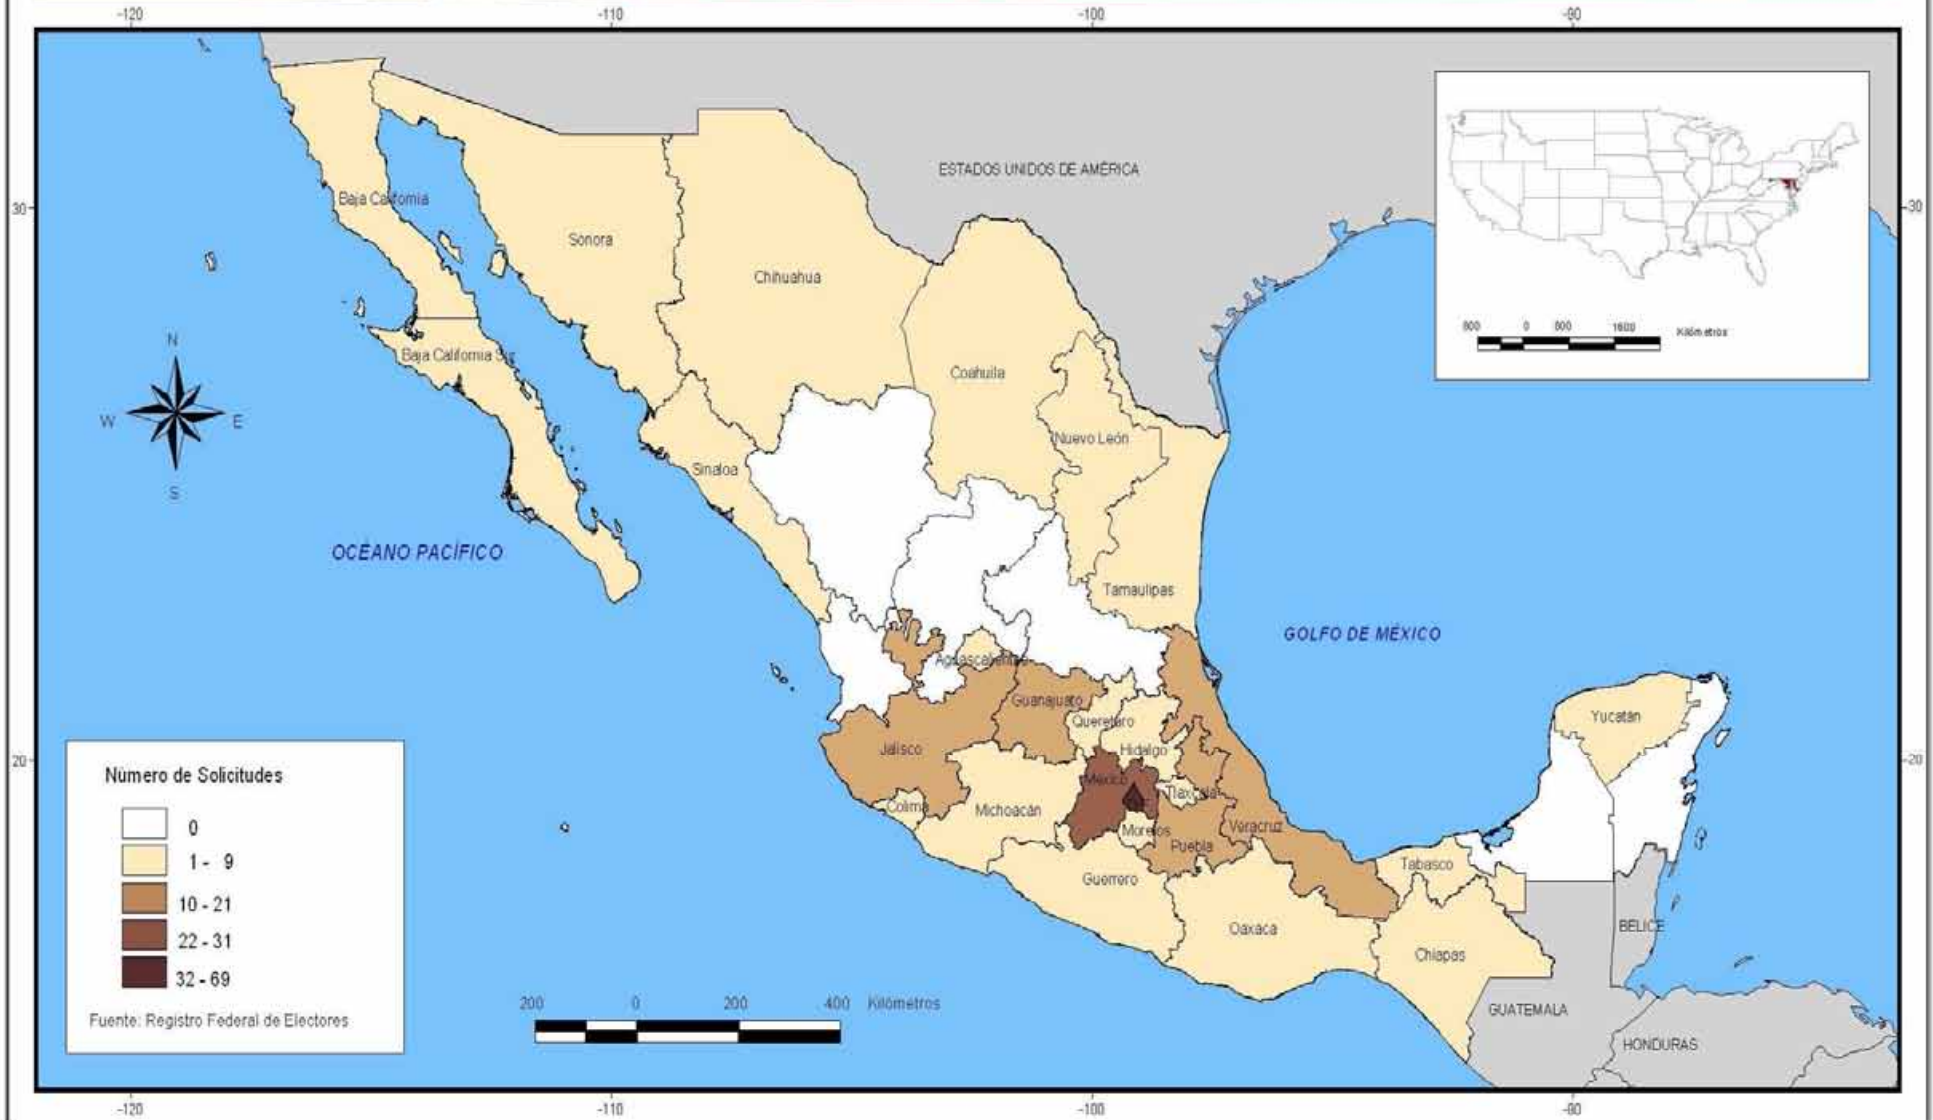 -120 -110 -100 -90
ESTADOS UNIDOS DE AMÉRICA
30 30
Baja California
Sonora
Chihuahua
800 0 800 1600 Kilómetros
N
W E
S
Baja California Sur
Coahuila
Nuevo León
Sinaloa
OCÉANO PACÍFICO
Tamaulipas
GOLFO DE MÉXICO
Aguascalientes
Guanajuato
Yucatán
Querétaro
Jalisco
Hidalgo
20 20
México
Tlaxcala
Colima
Michoacán
Morelos
Veracruz
Puebla
Tabasco
Guerrero
Oaxaca
BELICE
Chiapas
GUATEMALA
HONDURAS
Número de Solicitudes
0
1 - 9
10 - 21
22 - 31
32 - 69
Fuente: Registro Federal de Electores
200 0 200 400 Kilómetros
-120 -110 -100 -90